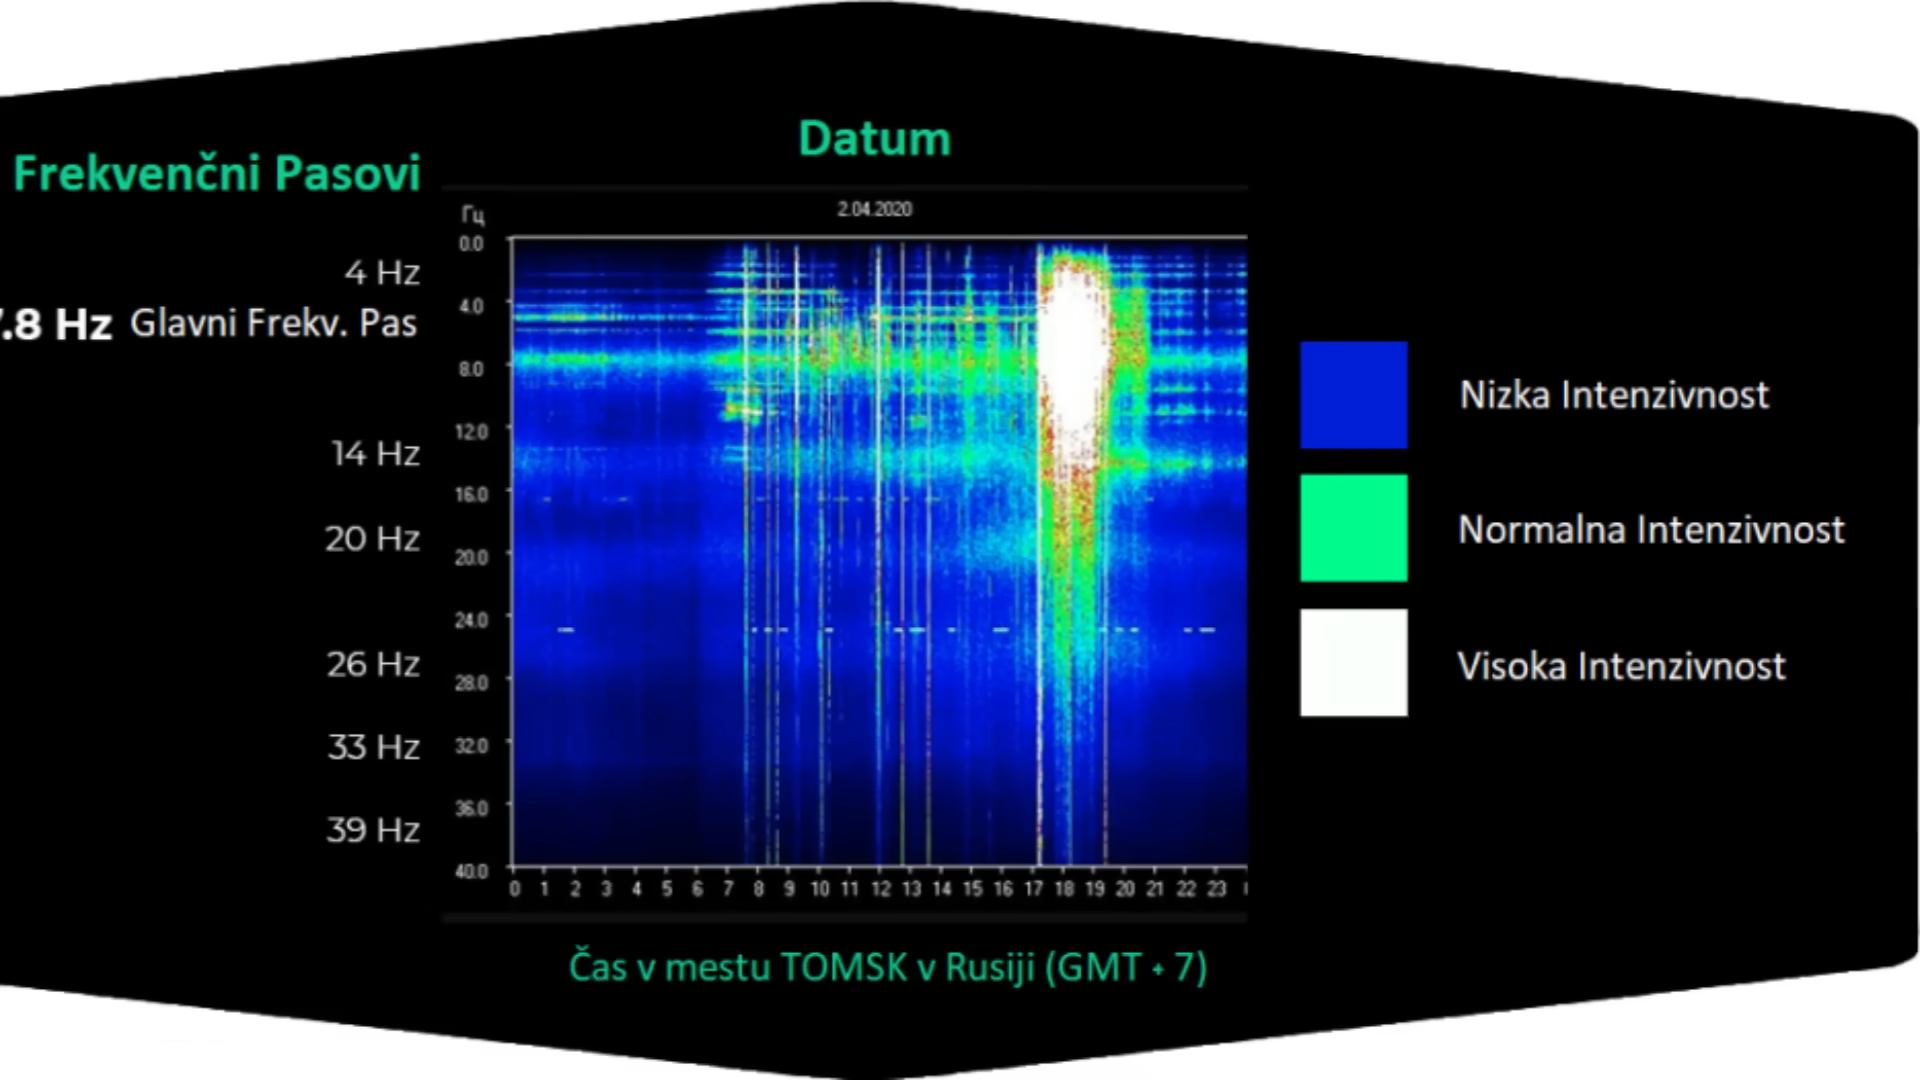 Datum
Frekvenčni Pasovi
2.04.2020
Гц
0.0
4 Hz
4.0
.8 Hz Glavni Frekv. Pas
8.0
12.0
14 Hz
16.0
20 Hz
20.0
24.0
26 Hz
28.0
33 Hz
32.0
36.0
39 Hz
40.0
0 1 2 3 4 5 6 7 8 9 10 11 12 13 14 15 16 17 18 19 20 21 22 23
Čas v mestu TOMSK v Rusiji (GMT + 7)
Nizka Intenzivnost
Normalna Intenzivnost
Visoka Intenzivnost